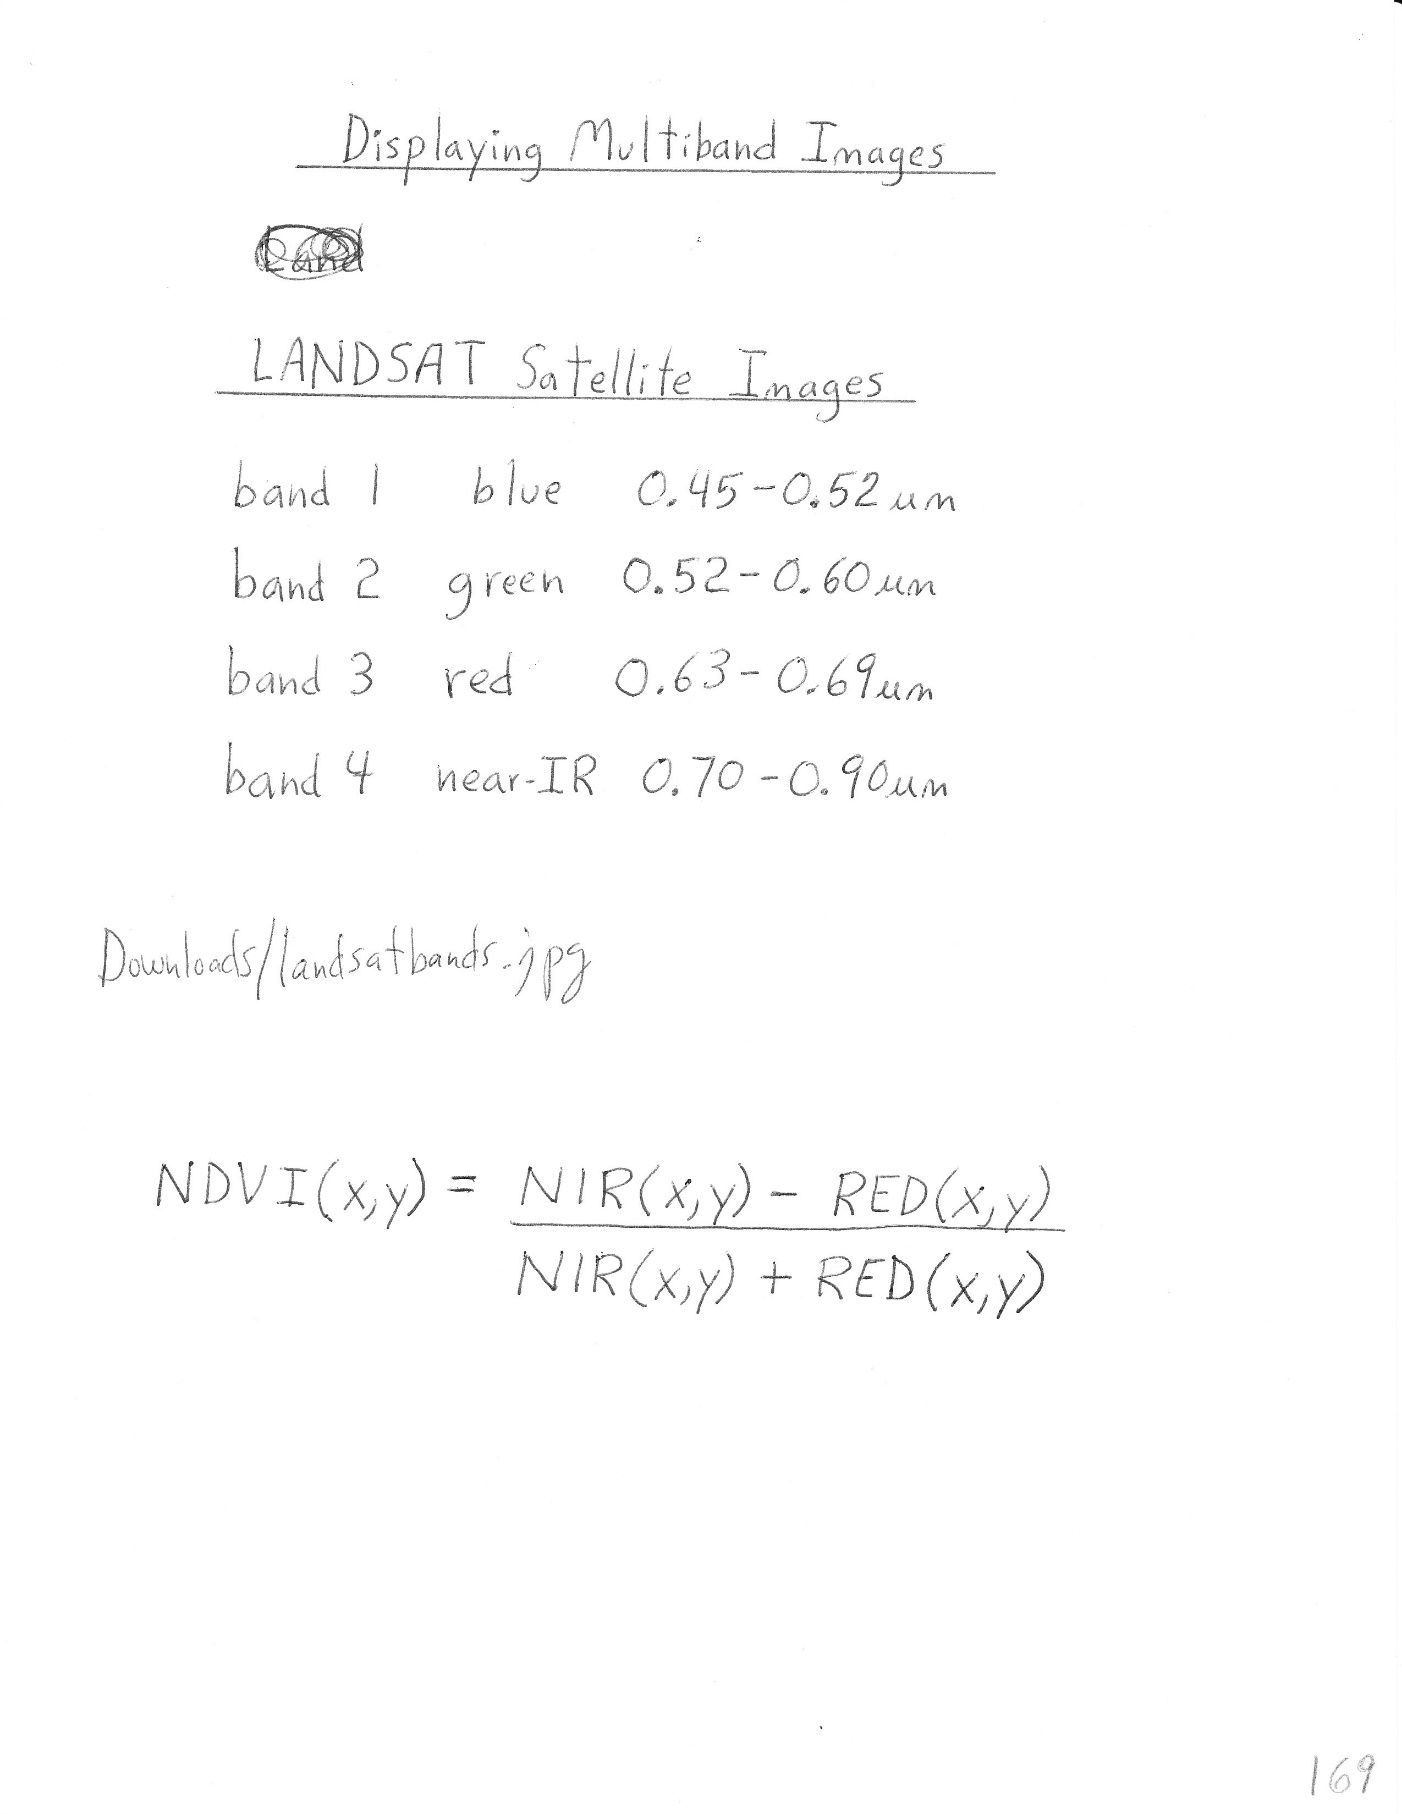 Displaying Multiband Images
LANDSAT Satellite Images
band 1 blue 0.45-0.52 um
band 2 green 0.52-0.60 um
band 3 red 0.63-0.69 um
band 4 near-IR 0.70-0.90 um
Downloads/landsatbands.jpg
NDVI(x,y) = NIR(x,y) - RED(x,y)
NIR(x,y) + RED(x,y)
169